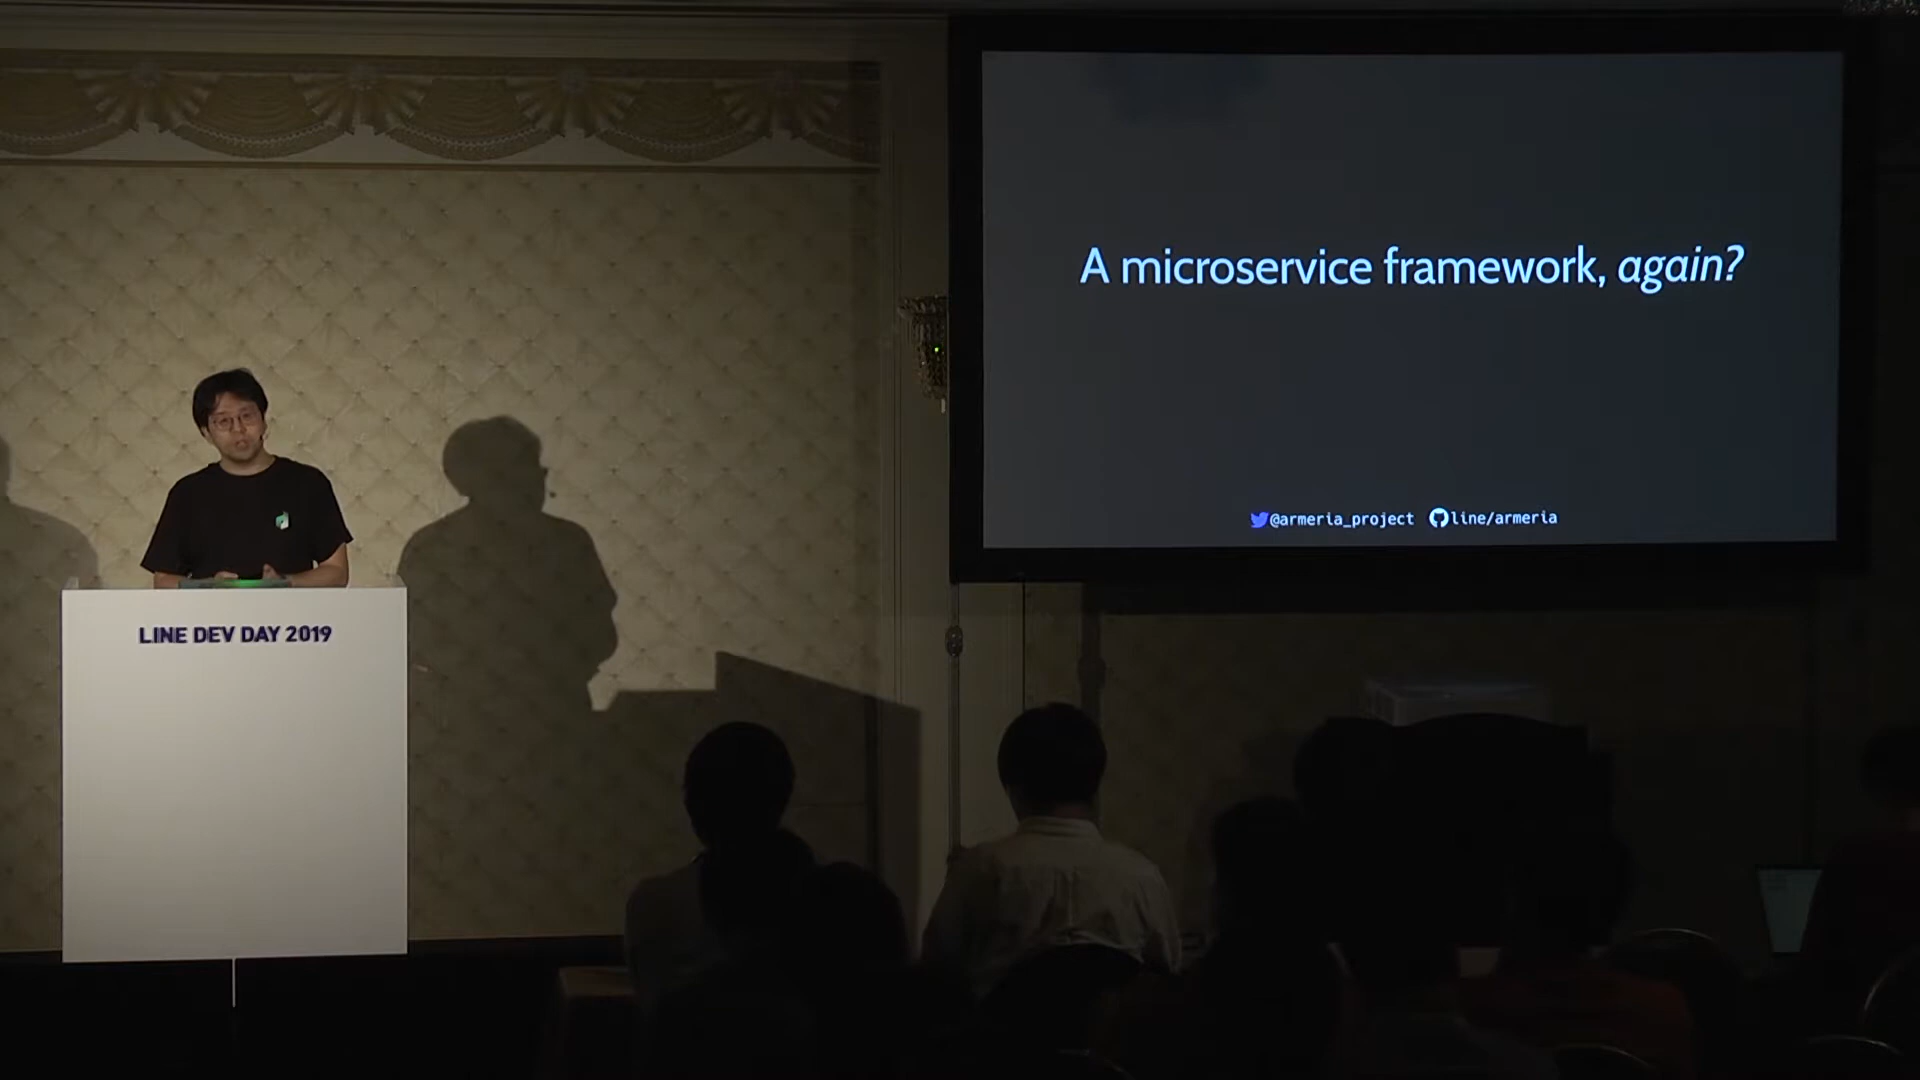 A microservice framework, again?
@armeria_project line/armeria
LINE DEV DAY 2019